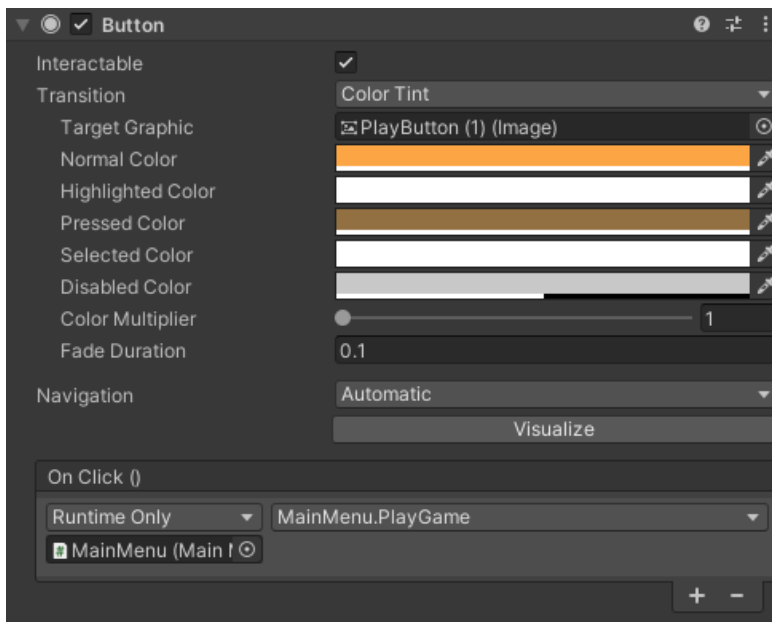 Button
Interactable
Transition Color Tint
Target Graphic PlayButton (1) (Image)
Normal Color
Highlighted Color
Pressed Color
Selected Color
Disabled Color
Color Multiplier 1
Fade Duration 0.1
Navigation Automatic
Visualize
On Click ()
Runtime Only MainMenu.PlayGame
MainMenu (Main